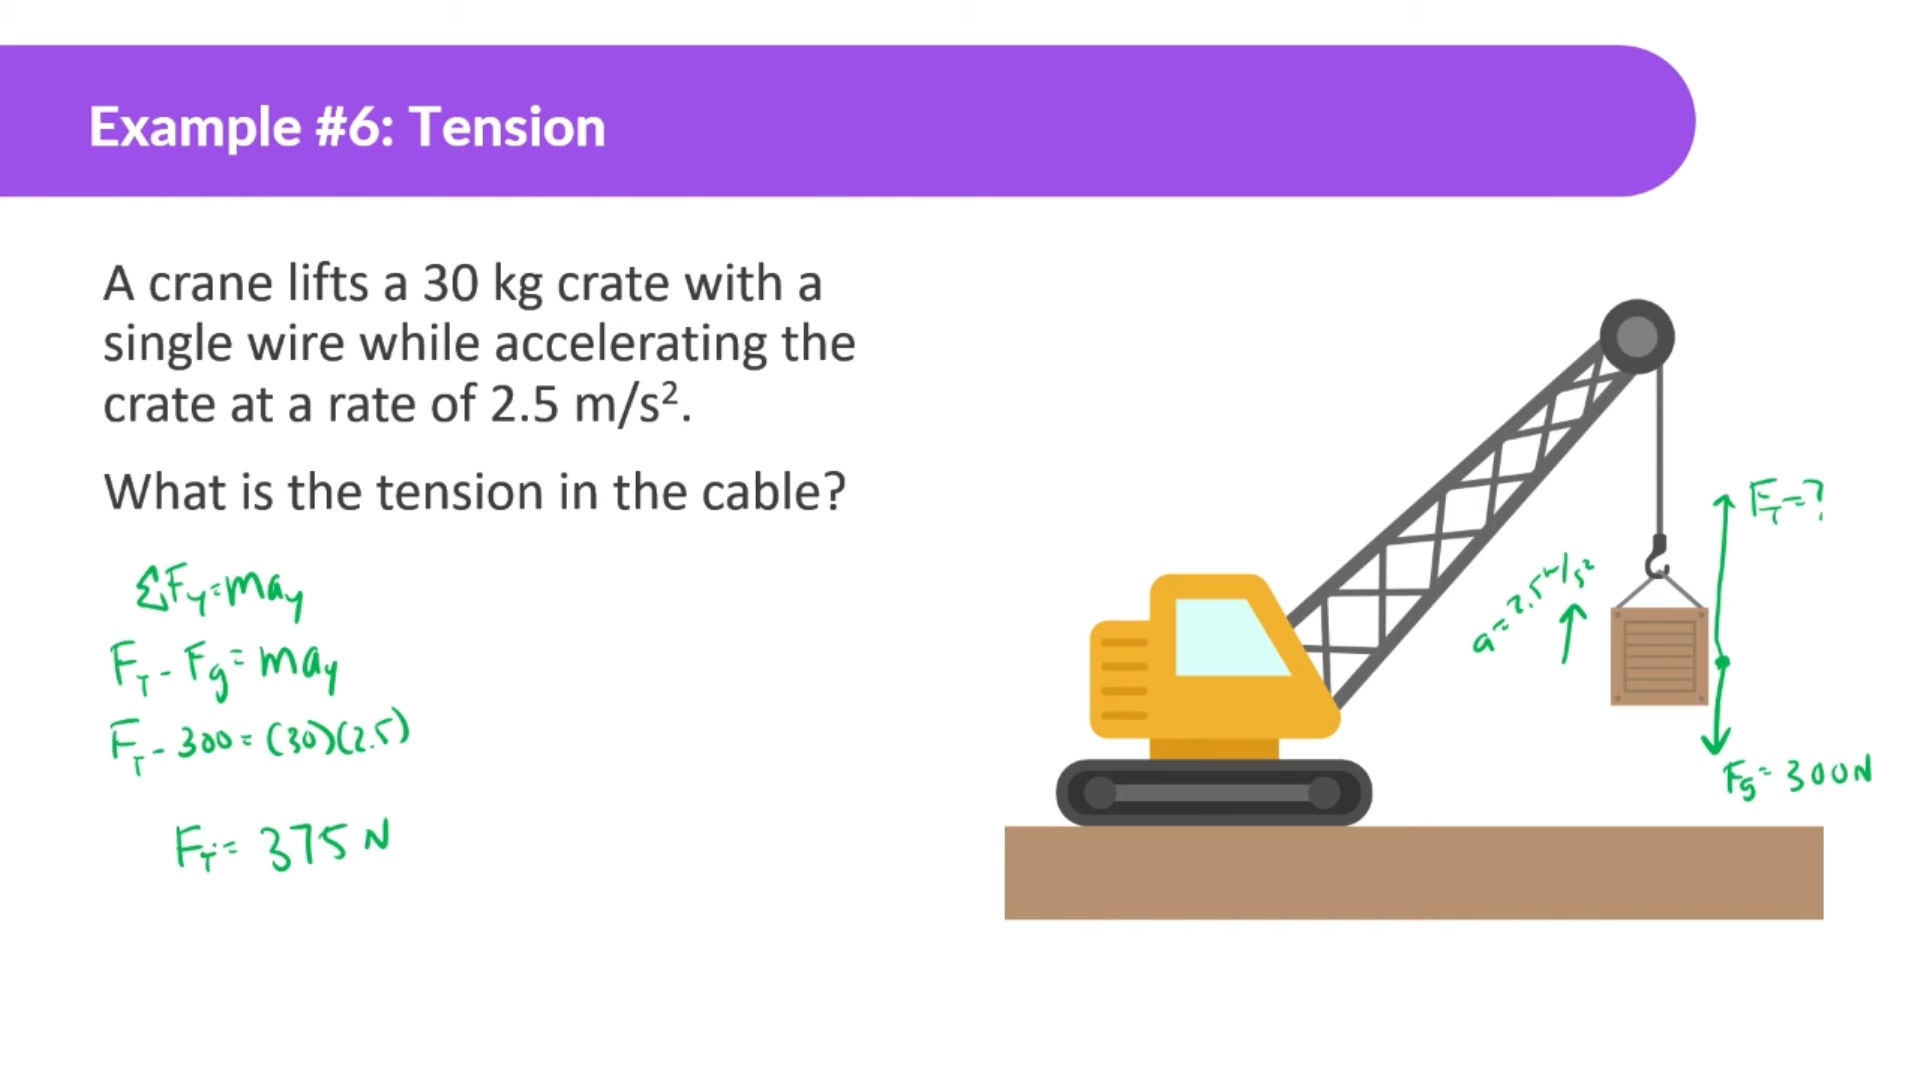 Example #6: Tension
A crane lifts a 30 kg crate with a
single wire while accelerating the
crate at a rate of 2.5 m/s².
What is the tension in the cable?
ΣFy=may
FT - Fg = may
FT - 300 = (30)(2.5)
FT = 375 N
FT = ?
a = 2.5 m/s²
Fg = 300N